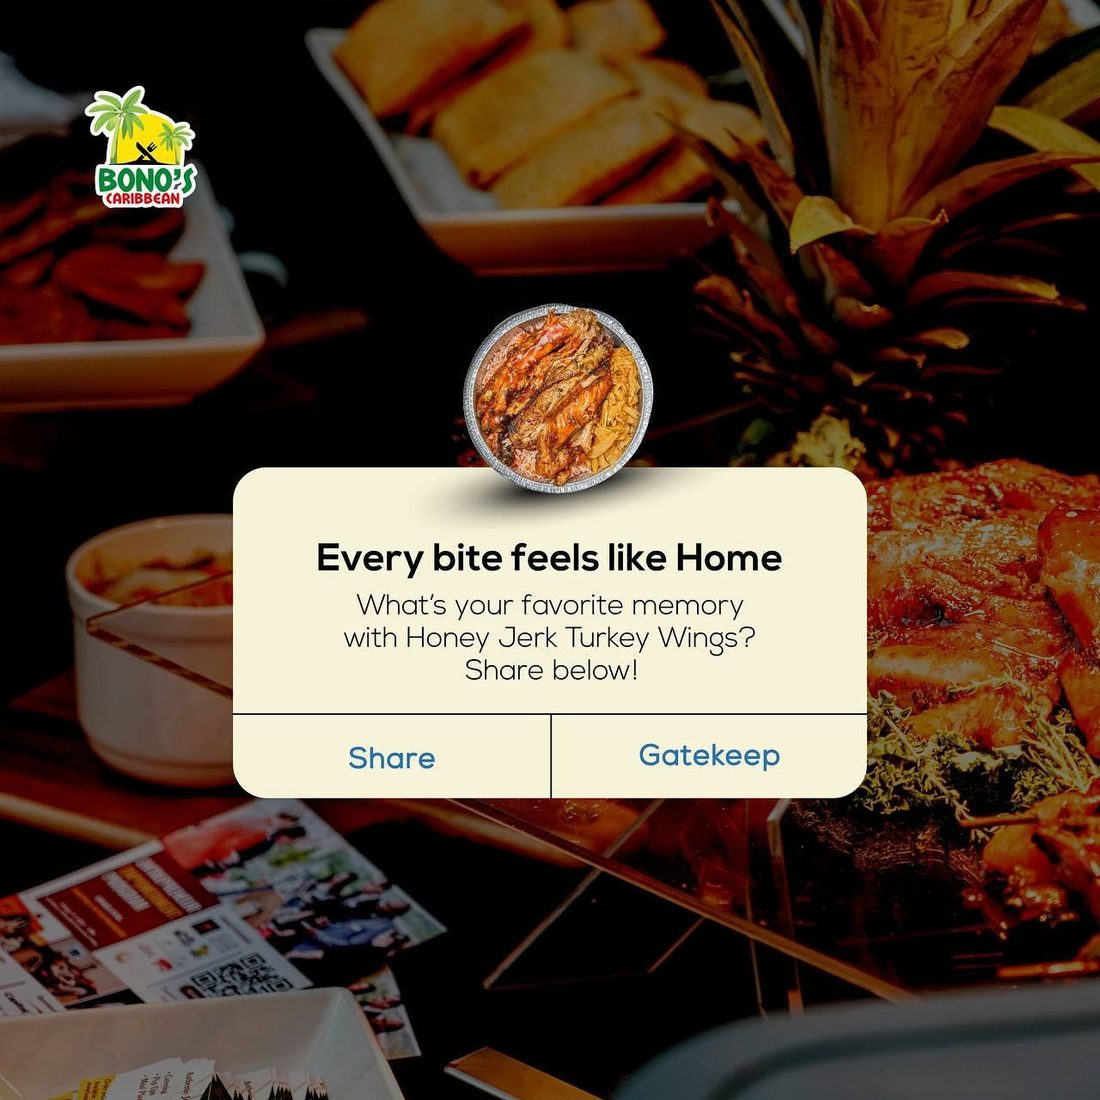 BONO'S
CARIBBEAN
Every bite feels like Home
What's your favorite memory
with Honey Jerk Turkey Wings?
Share below!
Share
Gatekeep